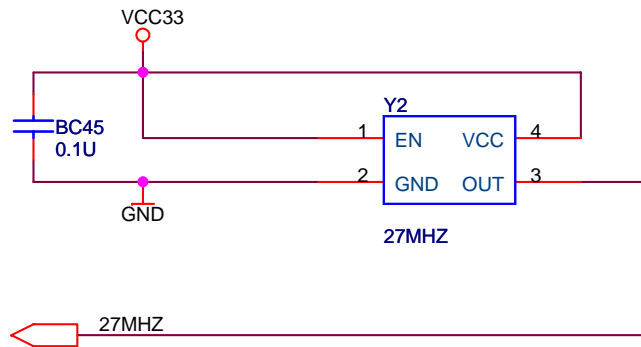 VCC33
Y2
BC45
0.1U
1
EN
VCC
4
2
GND
OUT
3
GND
27MHZ
27MHZ